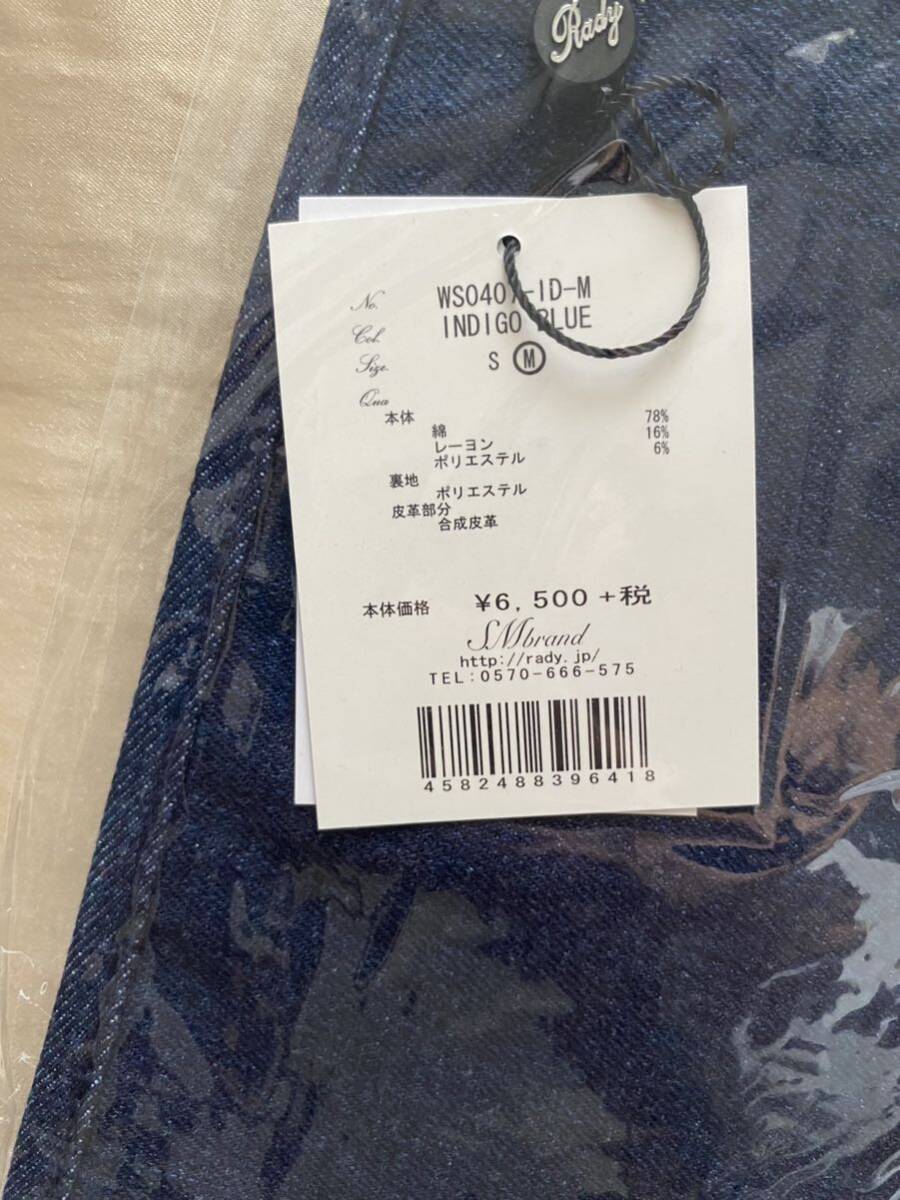 Rady
No. WS0407-ID-M
Col. INDIGO BLUE
Size. S M
Qua
本体
綿 78%
レーヨン 16%
ポリエステル 6%
裏地
ポリエステル
皮革部分
合成皮革
本体価格 ¥6,500+税
SMbrand
http://rady.jp/
TEL:0570-666-575
4582488396418